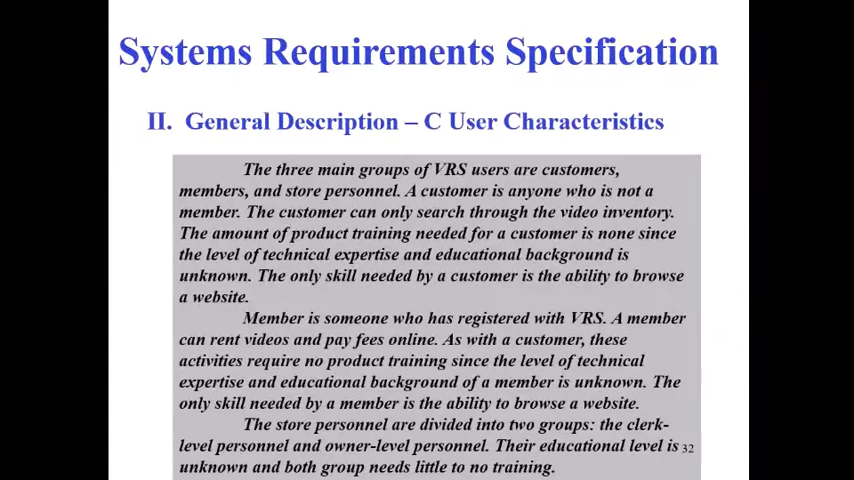 Systems Requirements Specification
II. General Description – C User Characteristics
The three main groups of VRS users are customers,
members, and store personnel. A customer is anyone who is not a
member. The customer can only search through the video inventory.
The amount of product training needed for a customer is none since
the level of technical expertise and educational background is
unknown. The only skill needed by a customer is the ability to browse
a website.
Member is someone who has registered with VRS. A member
can rent videos and pay fees online. As with a customer, these
activities require no product training since the level of technical
expertise and educational background of a member is unknown. The
only skill needed by a member is the ability to browse a website.
The store personnel are divided into two groups: the clerk-
level personnel and owner-level personnel. Their educational level is
unknown and both group needs little to no training.
32